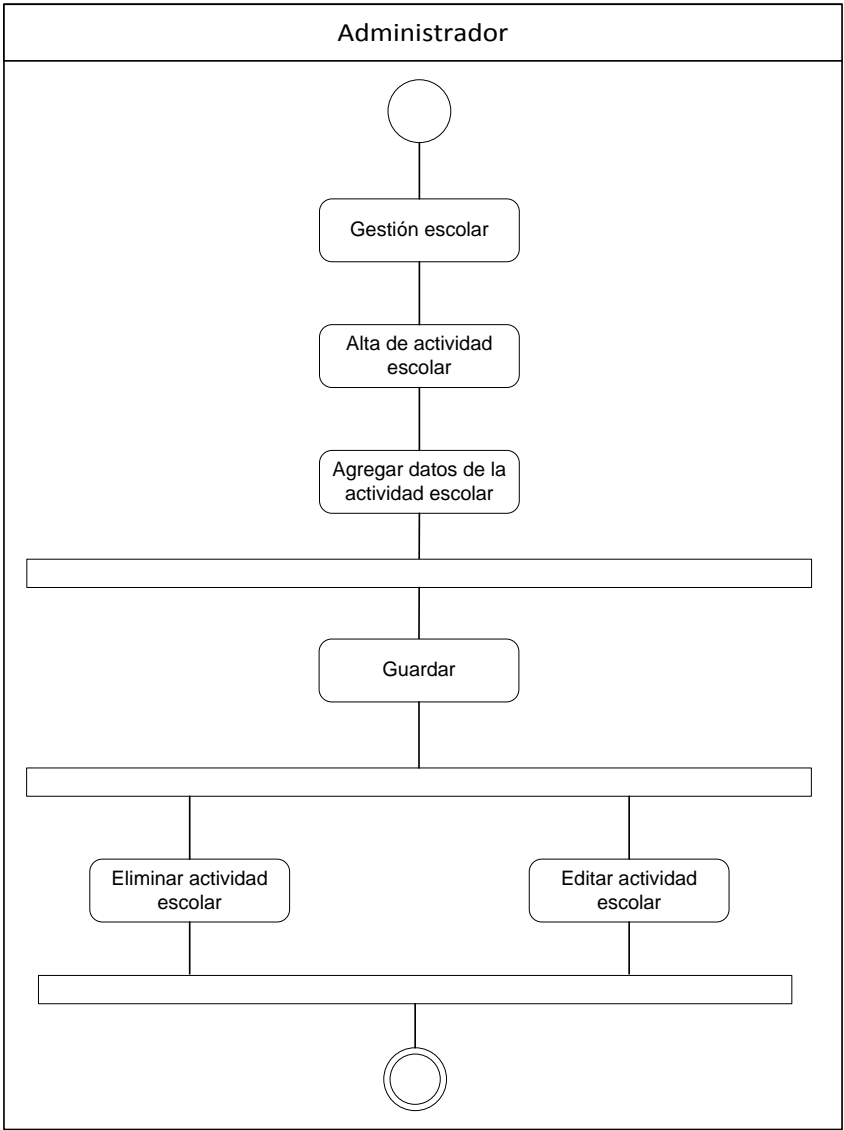 Administrador
Gestión escolar
Alta de actividad
escolar
Agregar datos de la
actividad escolar
Guardar
Eliminar actividad
escolar
Editar actividad
escolar